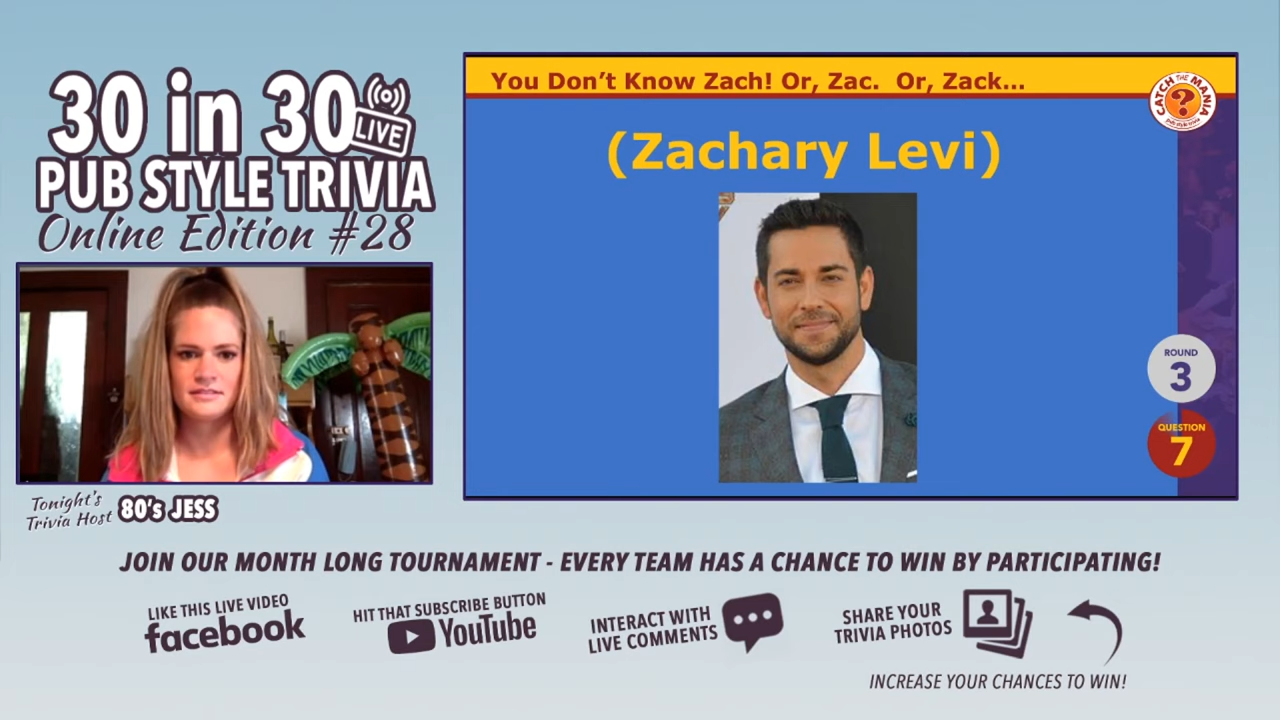 30 in 30
LIVE
PUB STYLE TRIVIA
Online Edition #28
You Don't Know Zach! Or, Zac.  Or, Zack...
CATCH THE MANIA
?
pub style trivia
(Zachary Levi)
ROUND
3
QUESTION
7
Tonight's
Trivia Host
80's JESS
JOIN OUR MONTH LONG TOURNAMENT - EVERY TEAM HAS A CHANCE TO WIN BY PARTICIPATING!
LIKE THIS LIVE VIDEO
facebook
HIT THAT SUBSCRIBE BUTTON
YouTube
INTERACT WITH
LIVE COMMENTS
SHARE YOUR
TRIVIA PHOTOS
INCREASE YOUR CHANCES TO WIN!